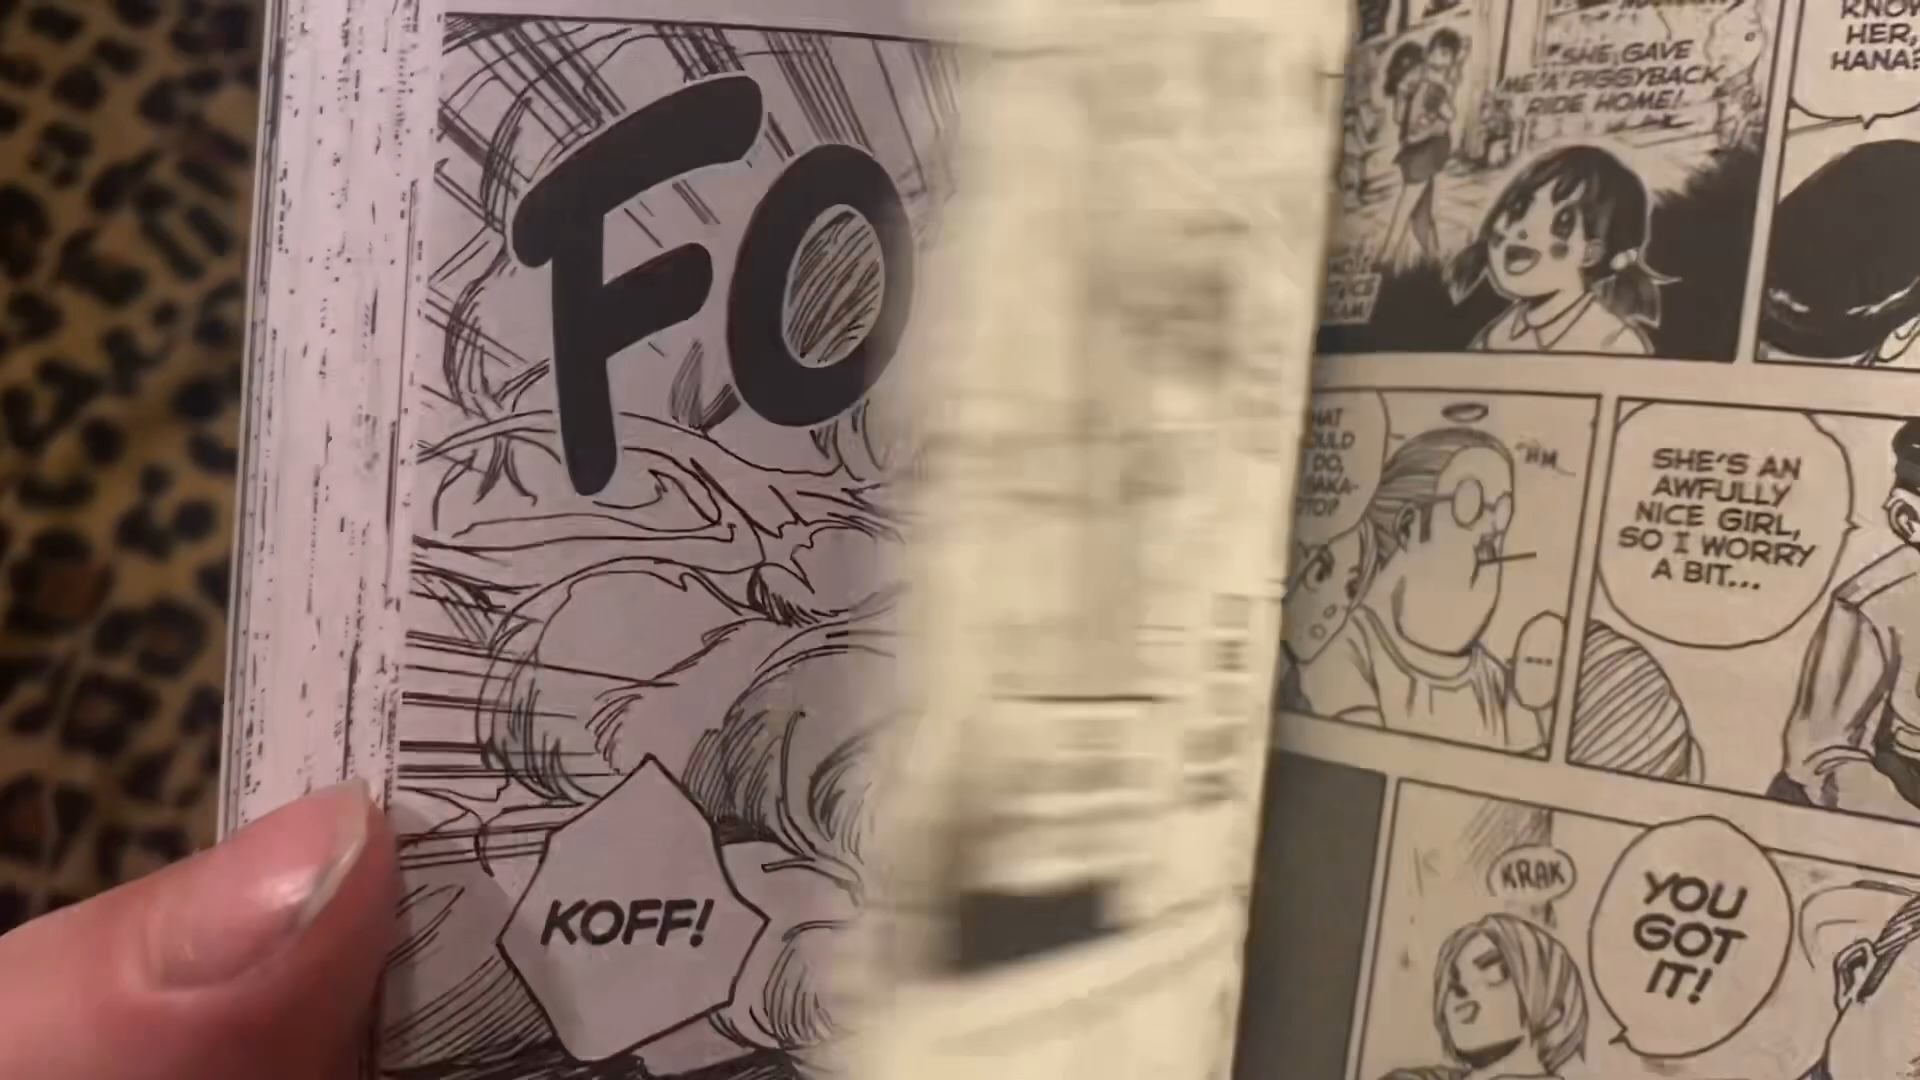 FO
KOFF!
"SHE GAVE
ME A PIGGYBACK
RIDE HOME!
KNOW
HER,
HANA?
DO,
SHE'S AN
AWFULLY
NICE GIRL,
SO I WORRY
A BIT...
...
KRAK
YOU
GOT
IT!